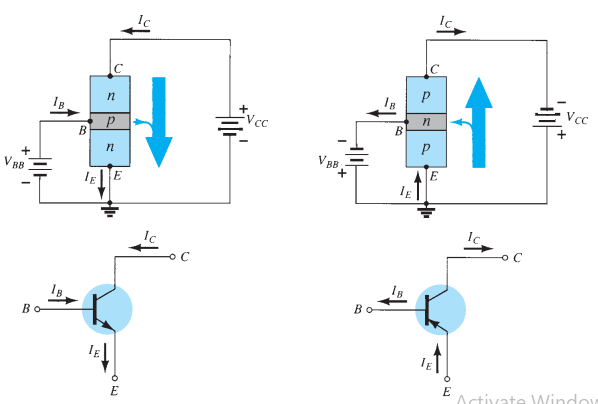 I_C
C
n
I_B
p
B
n
+
V_CC
−
+
V_BB
−
I_E
E
I_C
C
p
I_B
n
B
p
−
V_CC
+
−
V_BB
+
I_E
E
I_C
C
I_B
B
I_E
E
I_C
C
I_B
B
I_E
E
Activate Window